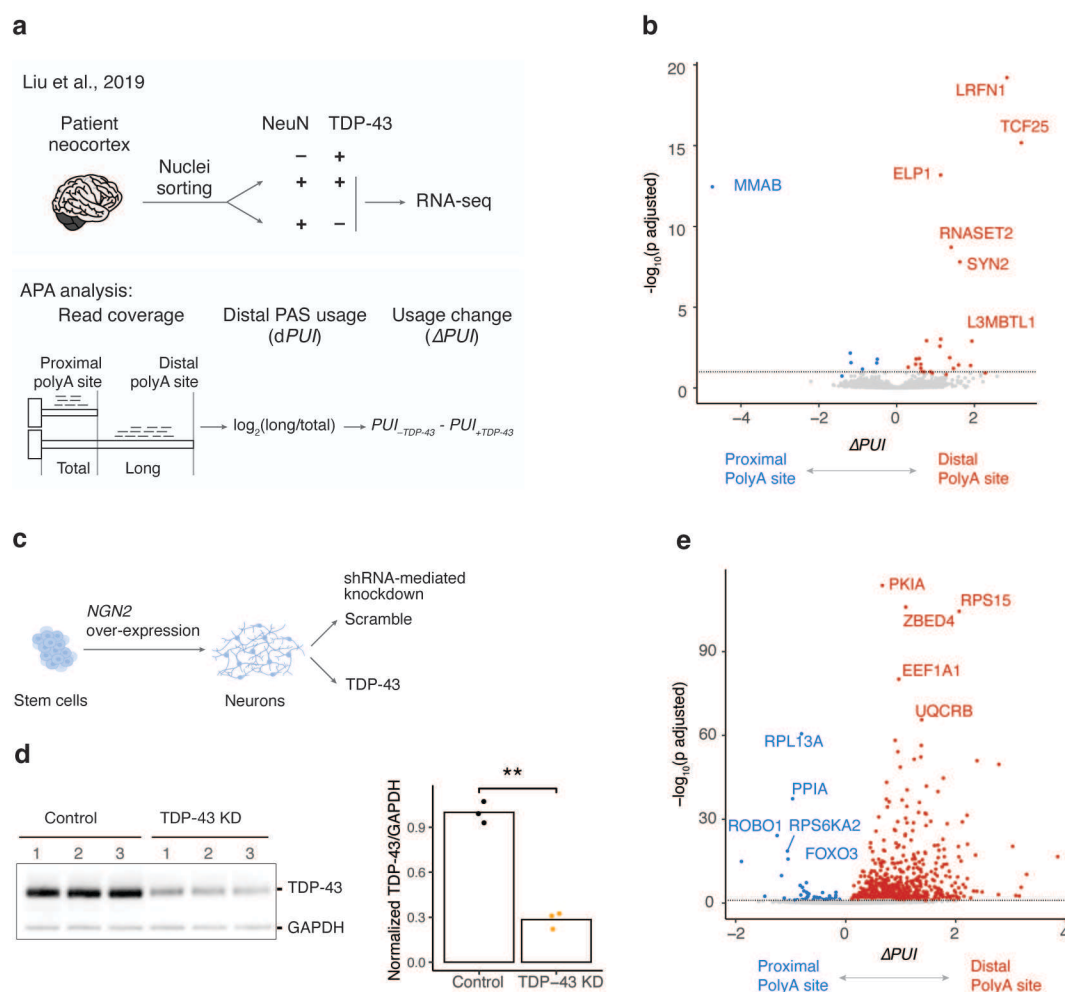 a
Liu et al., 2019
Patient
neocortex
Nuclei
sorting
NeuN TDP-43
– +
+ +
+ –
RNA-seq
APA analysis:
Read coverage
Distal PAS usage
(dPUI)
Usage change
(ΔPUI)
Proximal
polyA site
Distal
polyA site
Total
Long
log2(long/total)
PUI–TDP-43 - PUI+TDP-43
b
-log10(p adjusted)
20
15
10
5
0
LRFN1
TCF25
ELP1
MMAB
RNASET2
SYN2
L3MBTL1
−4 −2 0 2
ΔPUI
Proximal
PolyA site
Distal
PolyA site
c
Stem cells
NGN2
over-expression
Neurons
shRNA-mediated
knockdown
Scramble
TDP-43
d
Control TDP-43 KD
1 2 3 1 2 3
TDP-43
GAPDH
Normalized TDP-43/GAPDH
0.9
0.6
0.3
0.0
**
Control TDP−43 KD
e
−log10(p adjusted)
90
60
30
0
PKIA
RPS15
ZBED4
EEF1A1
UQCRB
RPL13A
PPIA
ROBO1
RPS6KA2
FOXO3
−2 0 2 4
ΔPUI
Proximal
PolyA site
Distal
PolyA site